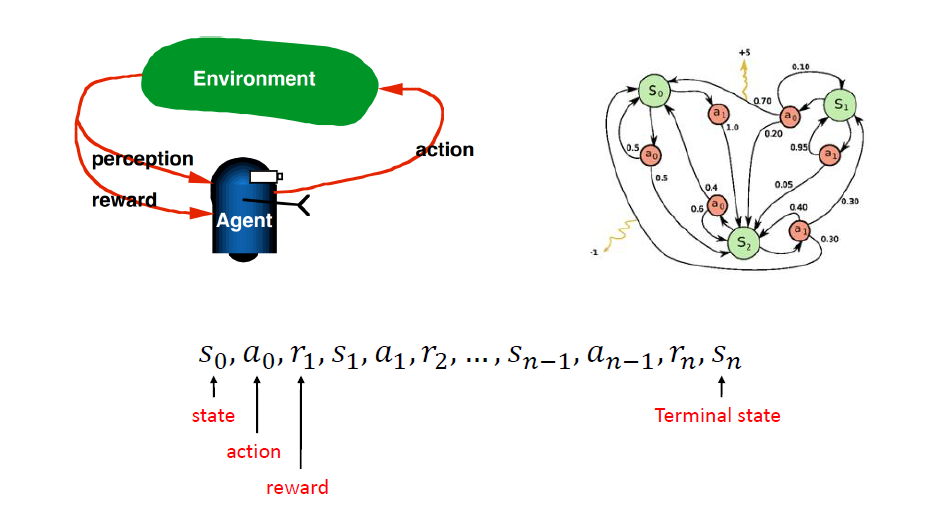 Environment
perception
reward
action
Agent
+5
S₀
a₁
1.0
0.70
0.20
a₀
0.10
S₁
a₀
0.5
0.5
0.95
a₁
0.05
0.4
a₀
0.6
S₂
0.40
a₁
0.30
0.30
-1
s₀, a₀, r₁, s₁, a₁, r₂, … , sₙ₋₁, aₙ₋₁, rₙ, sₙ
state
Terminal state
action
reward